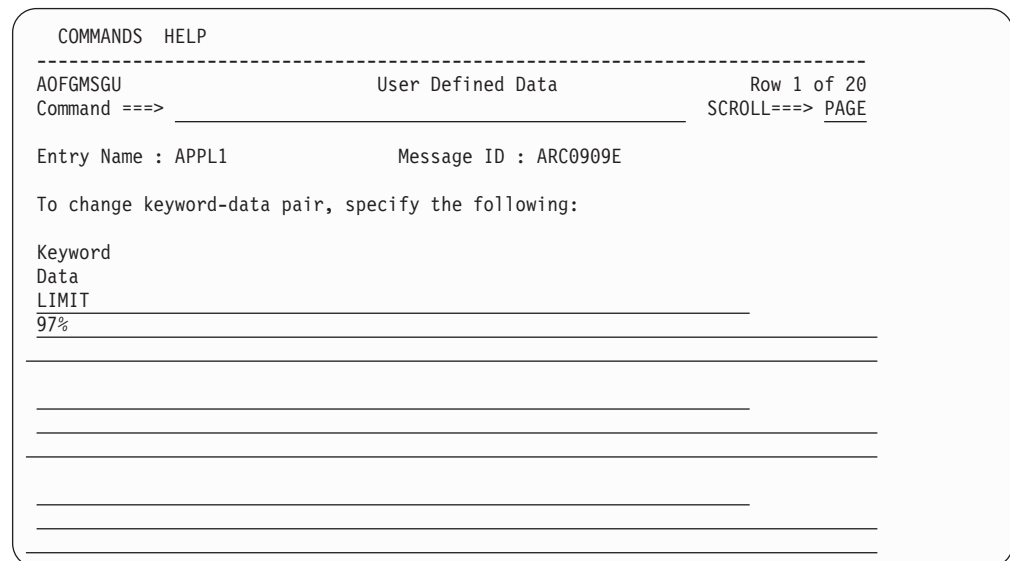 COMMANDS HELP
-------------------------------------------------------------------------------
AOFGMSGU User Defined Data Row 1 of 20
Command ===> SCROLL===> PAGE
Entry Name : APPL1 Message ID : ARC0909E
To change keyword-data pair, specify the following:
Keyword
Data
LIMIT
97%